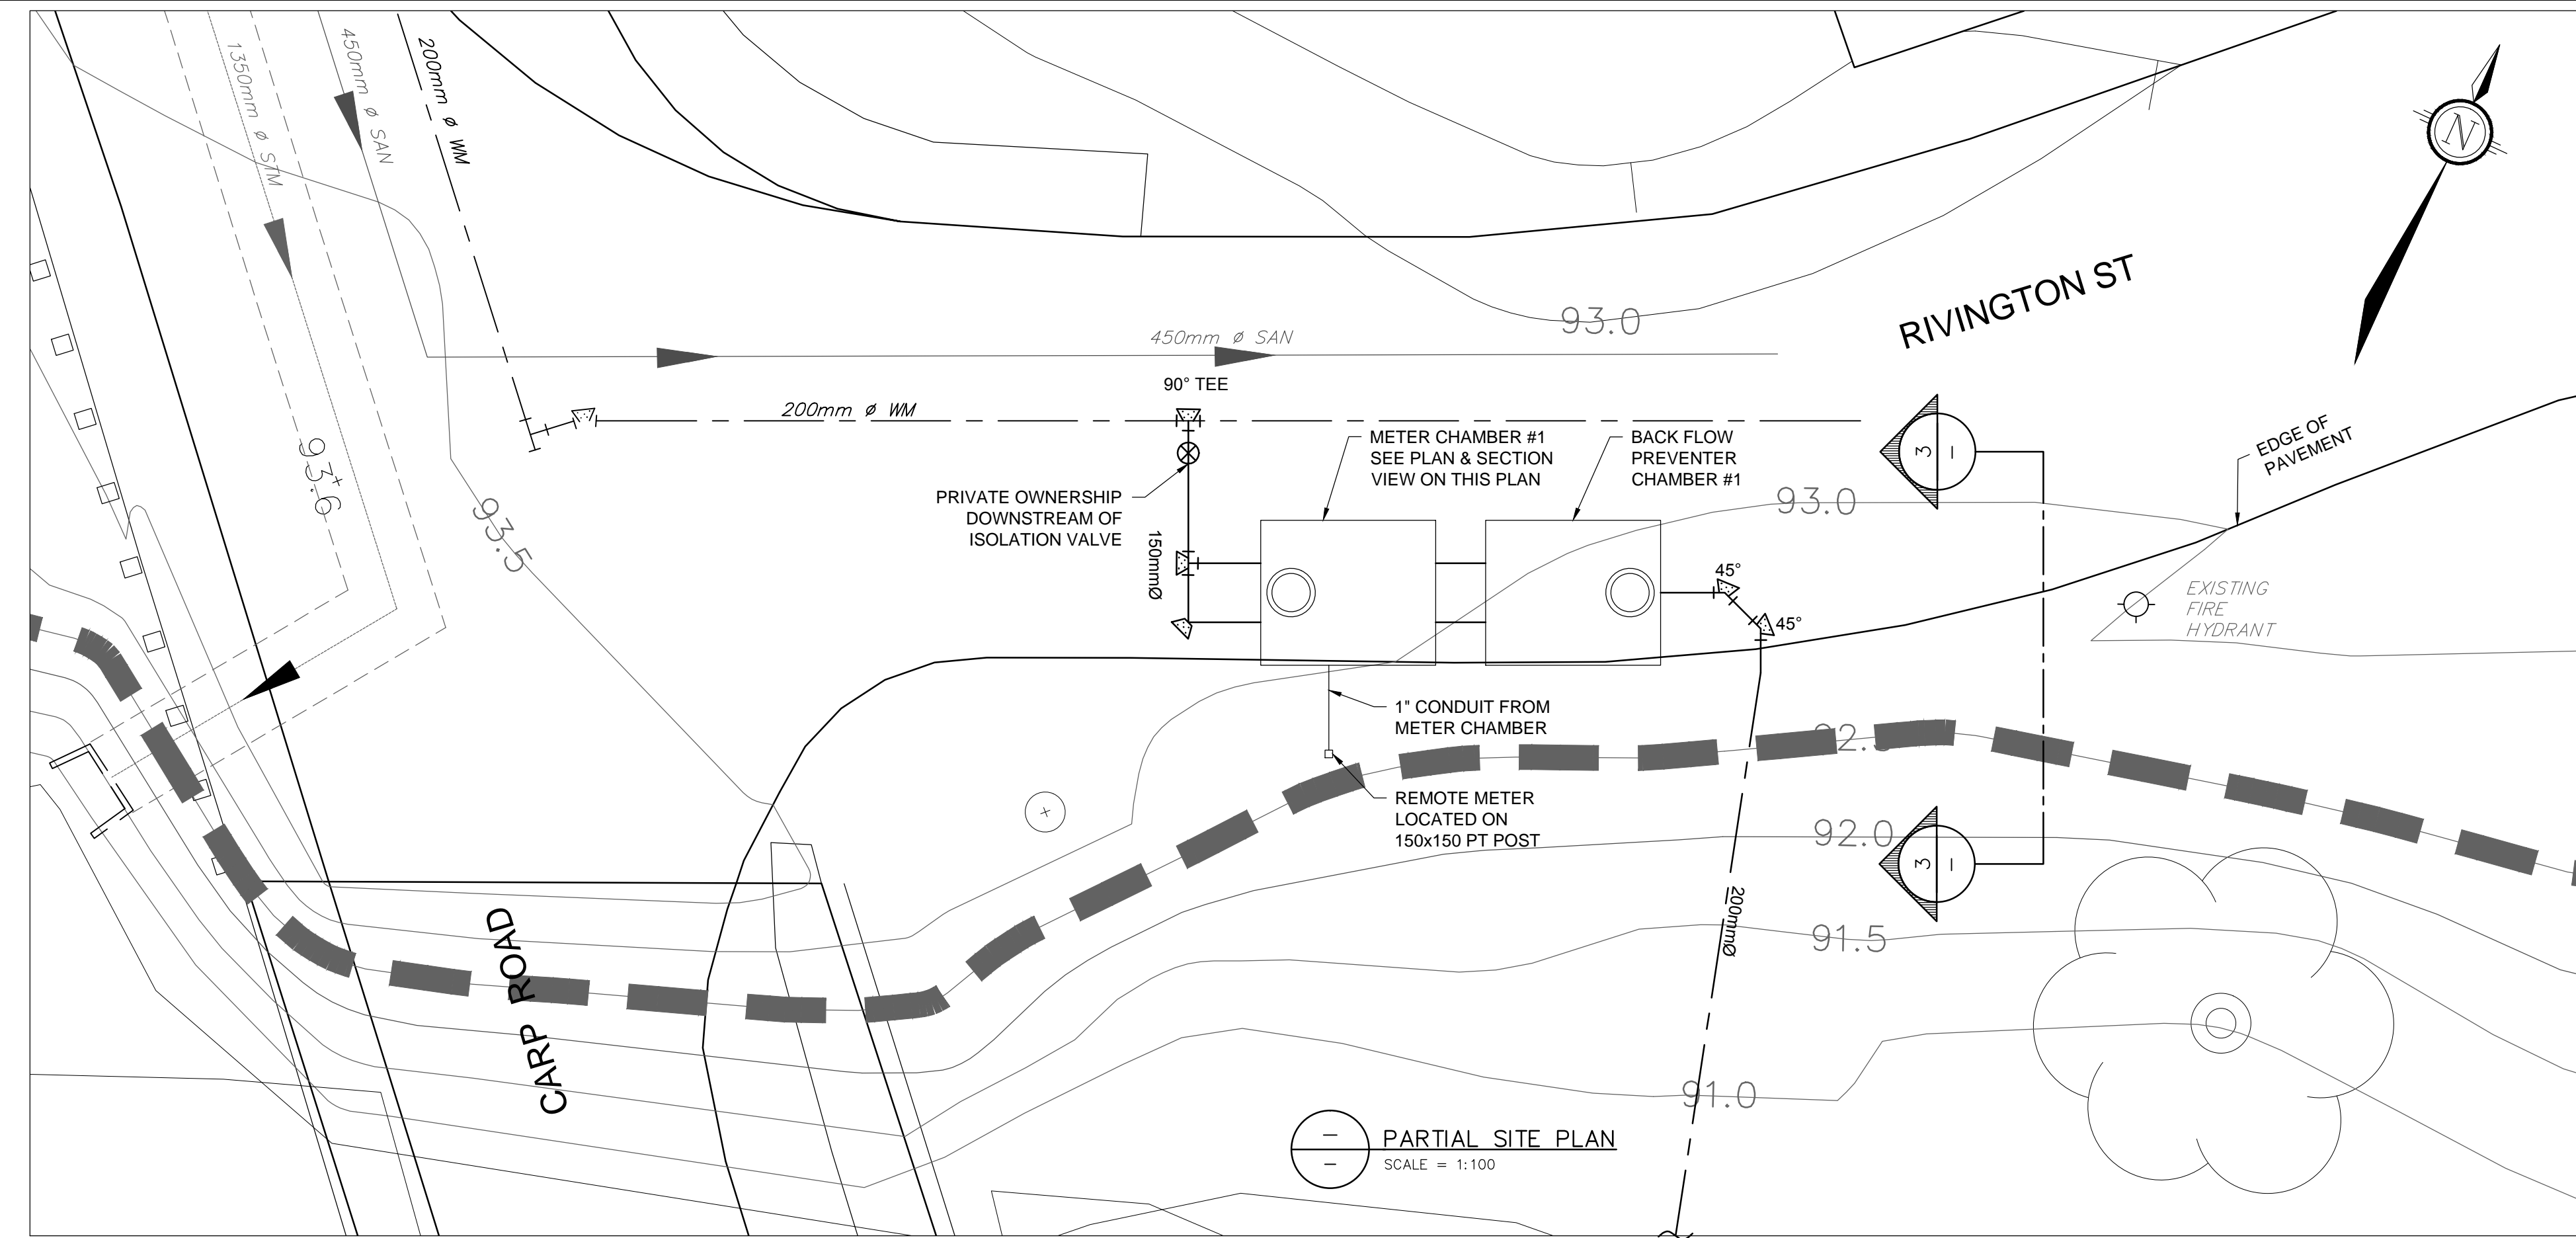 1350mm ø STM
450mm ø SAN
200mm ø WM
N
RIVINGTON ST
93.0
450mm ø SAN
90° TEE
200mm ø WM
METER CHAMBER #1
SEE PLAN & SECTION
VIEW ON THIS PLAN
BACK FLOW
PREVENTER
CHAMBER #1
3
–
EDGE OF
PAVEMENT
93.6
+
93.5
PRIVATE OWNERSHIP
DOWNSTREAM OF
ISOLATION VALVE
93.0
150mmØ
45°
45°
EXISTING
FIRE
HYDRANT
1" CONDUIT FROM
METER CHAMBER
92.5
REMOTE METER
LOCATED ON
150x150 PT POST
92.0
3
–
200mmØ
91.5
CARP ROAD
91.0
–
–
PARTIAL SITE PLAN
SCALE = 1:100